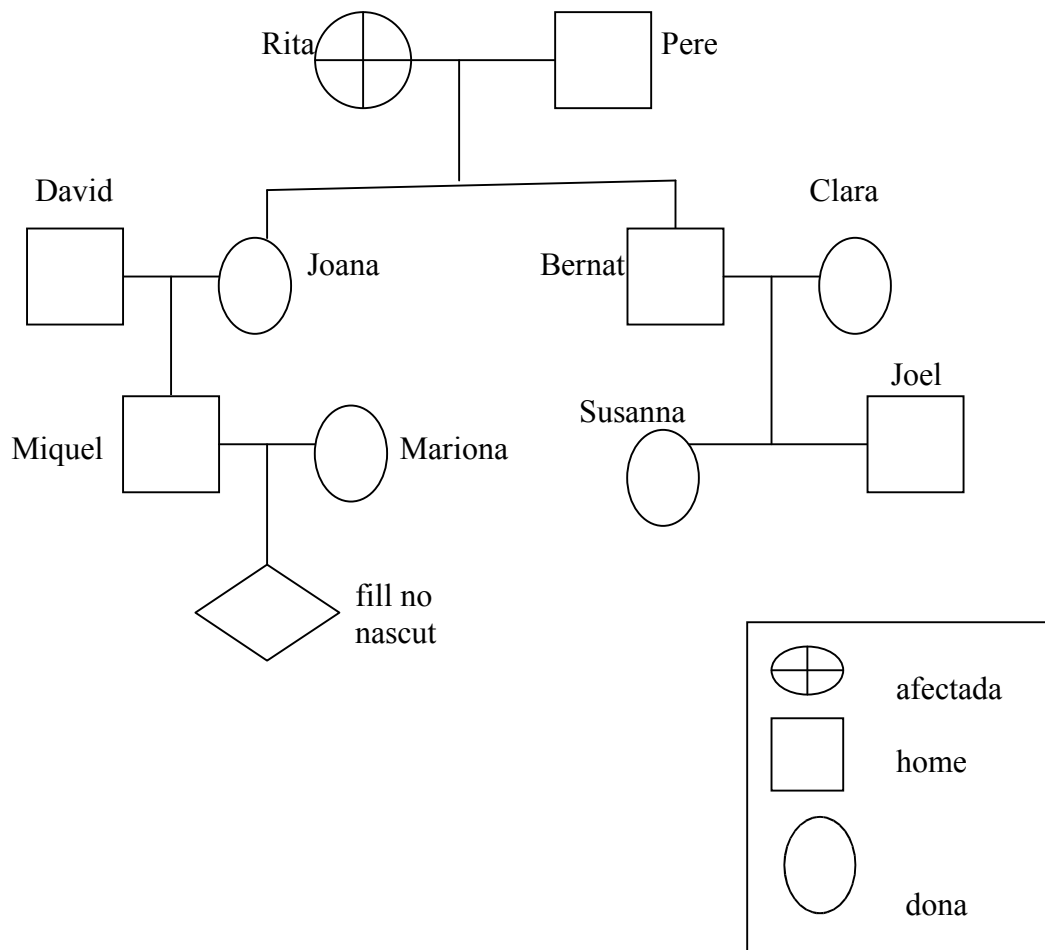 Rita
Pere
David
Clara
Joana
Bernat
Joel
Susanna
Miquel
Mariona
fill no
nascut
afectada
home
dona